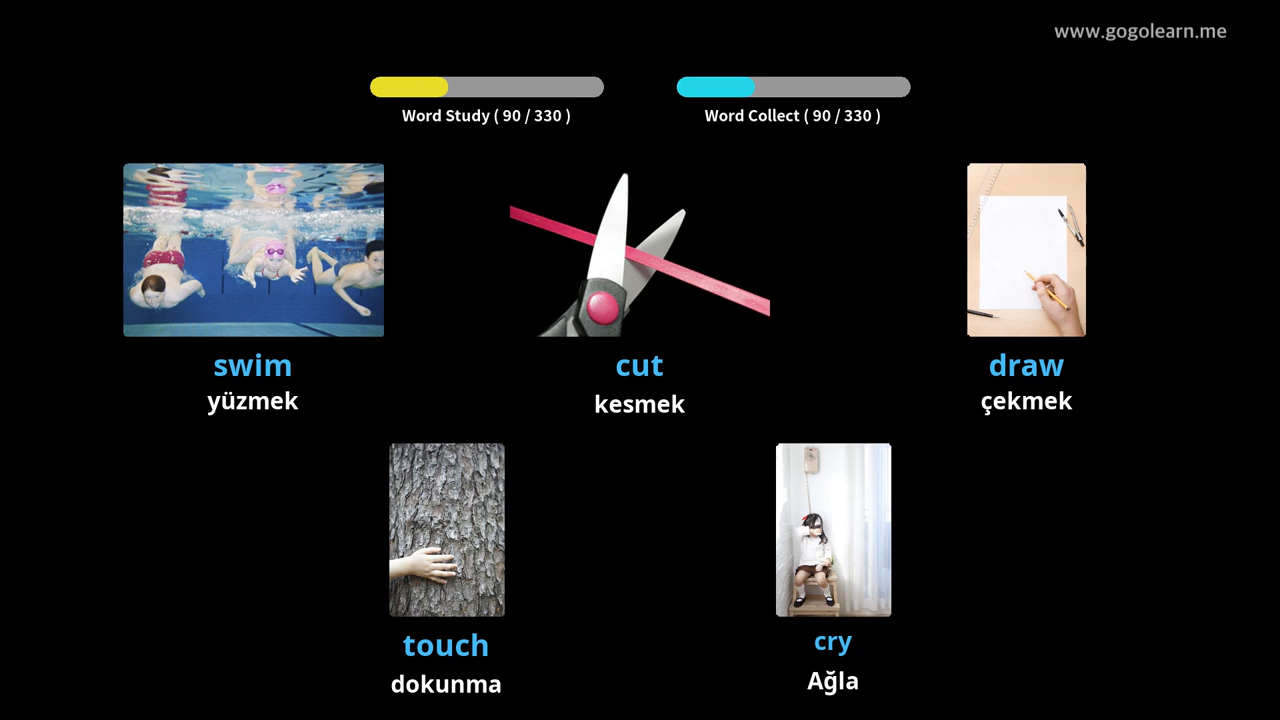 www.gogolearn.me
Word Study ( 90 / 330 )
Word Collect ( 90 / 330 )
swim
yüzmek
cut
kesmek
draw
çekmek
touch
dokunma
cry
Ağla